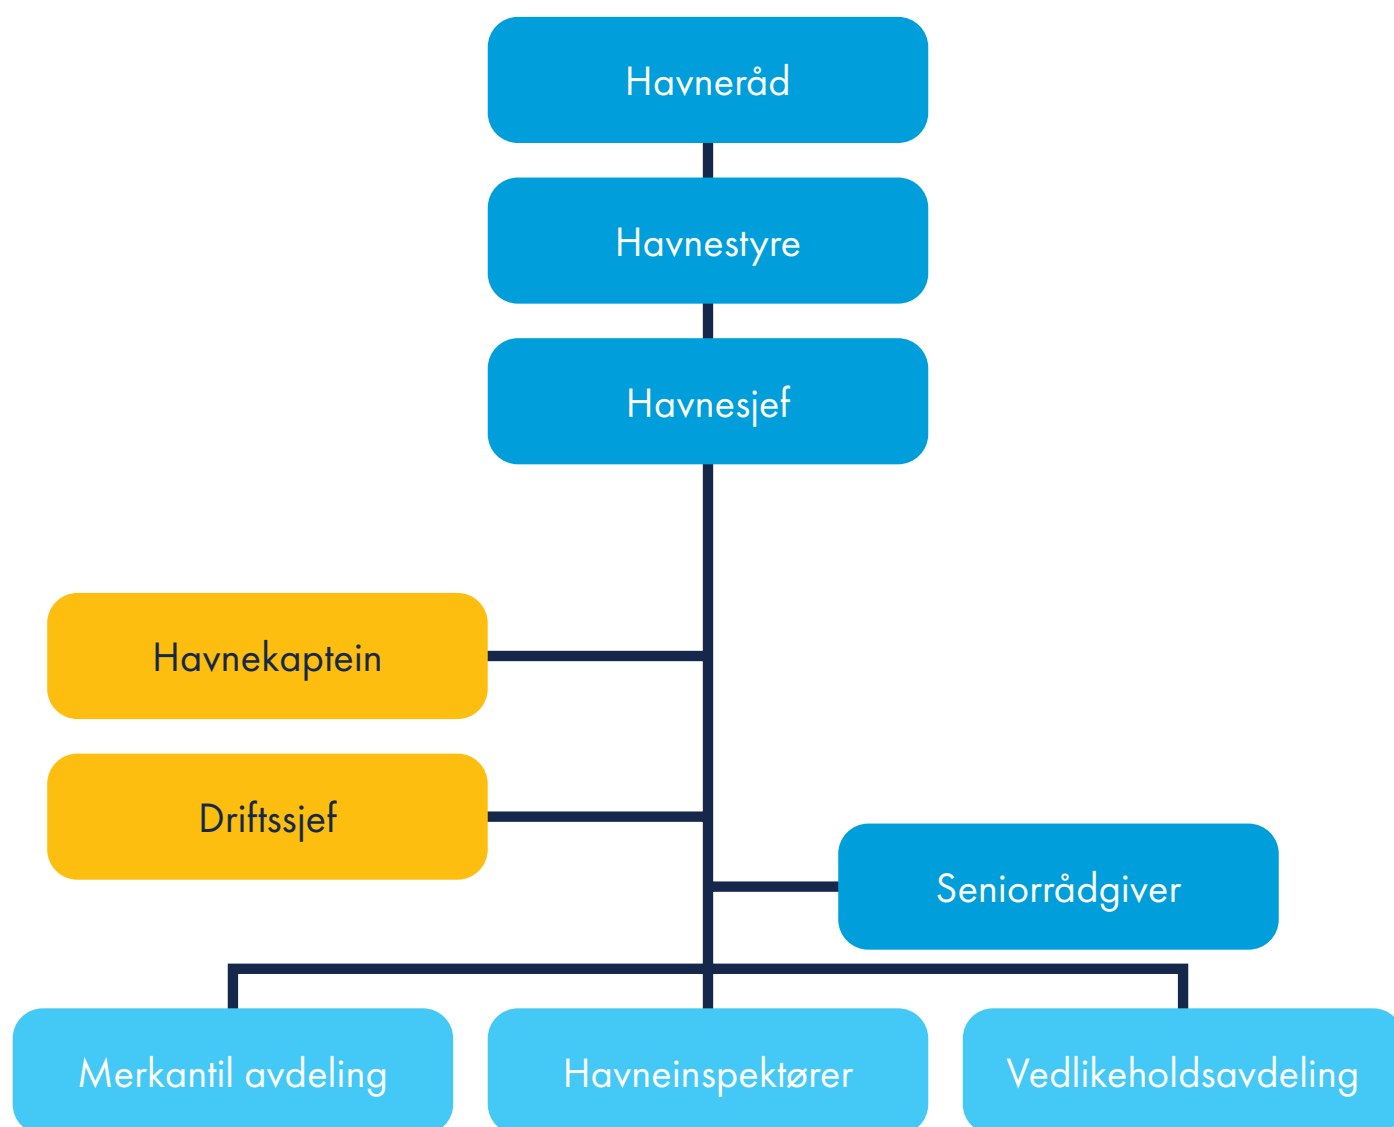 Havneråd
Havnestyre
Havnesjef
Havnekaptein
Driftssjef
Seniorrådgiver
Merkantil avdeling
Havneinspektører
Vedlikeholdsavdeling